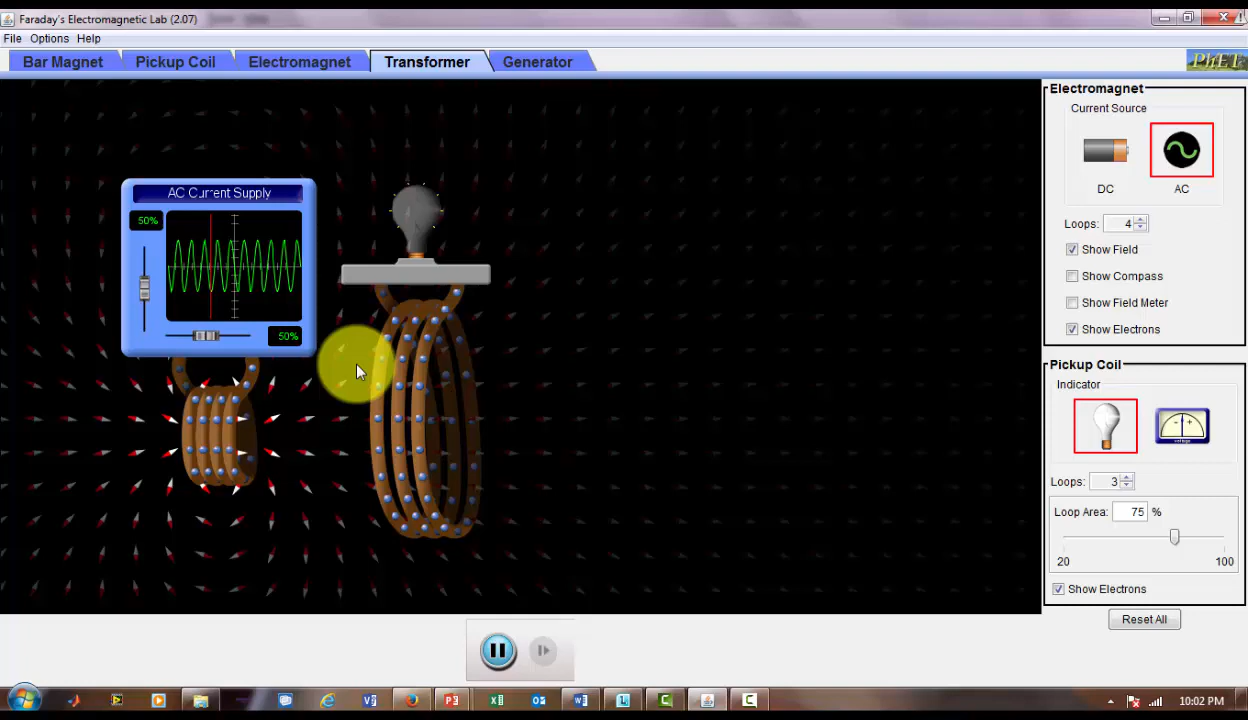 Faraday's Electromagnetic Lab (2.07)
File Options Help
Bar Magnet Pickup Coil Electromagnet Transformer Generator
PhET
Electromagnet
Current Source
DC AC
Loops: 4
Show Field
Show Compass
Show Field Meter
Show Electrons
AC Current Supply
50%
50%
Pickup Coil
Indicator
Loops: 3
Loop Area: 75 %
20 100
Show Electrons
Reset All
10:02 PM